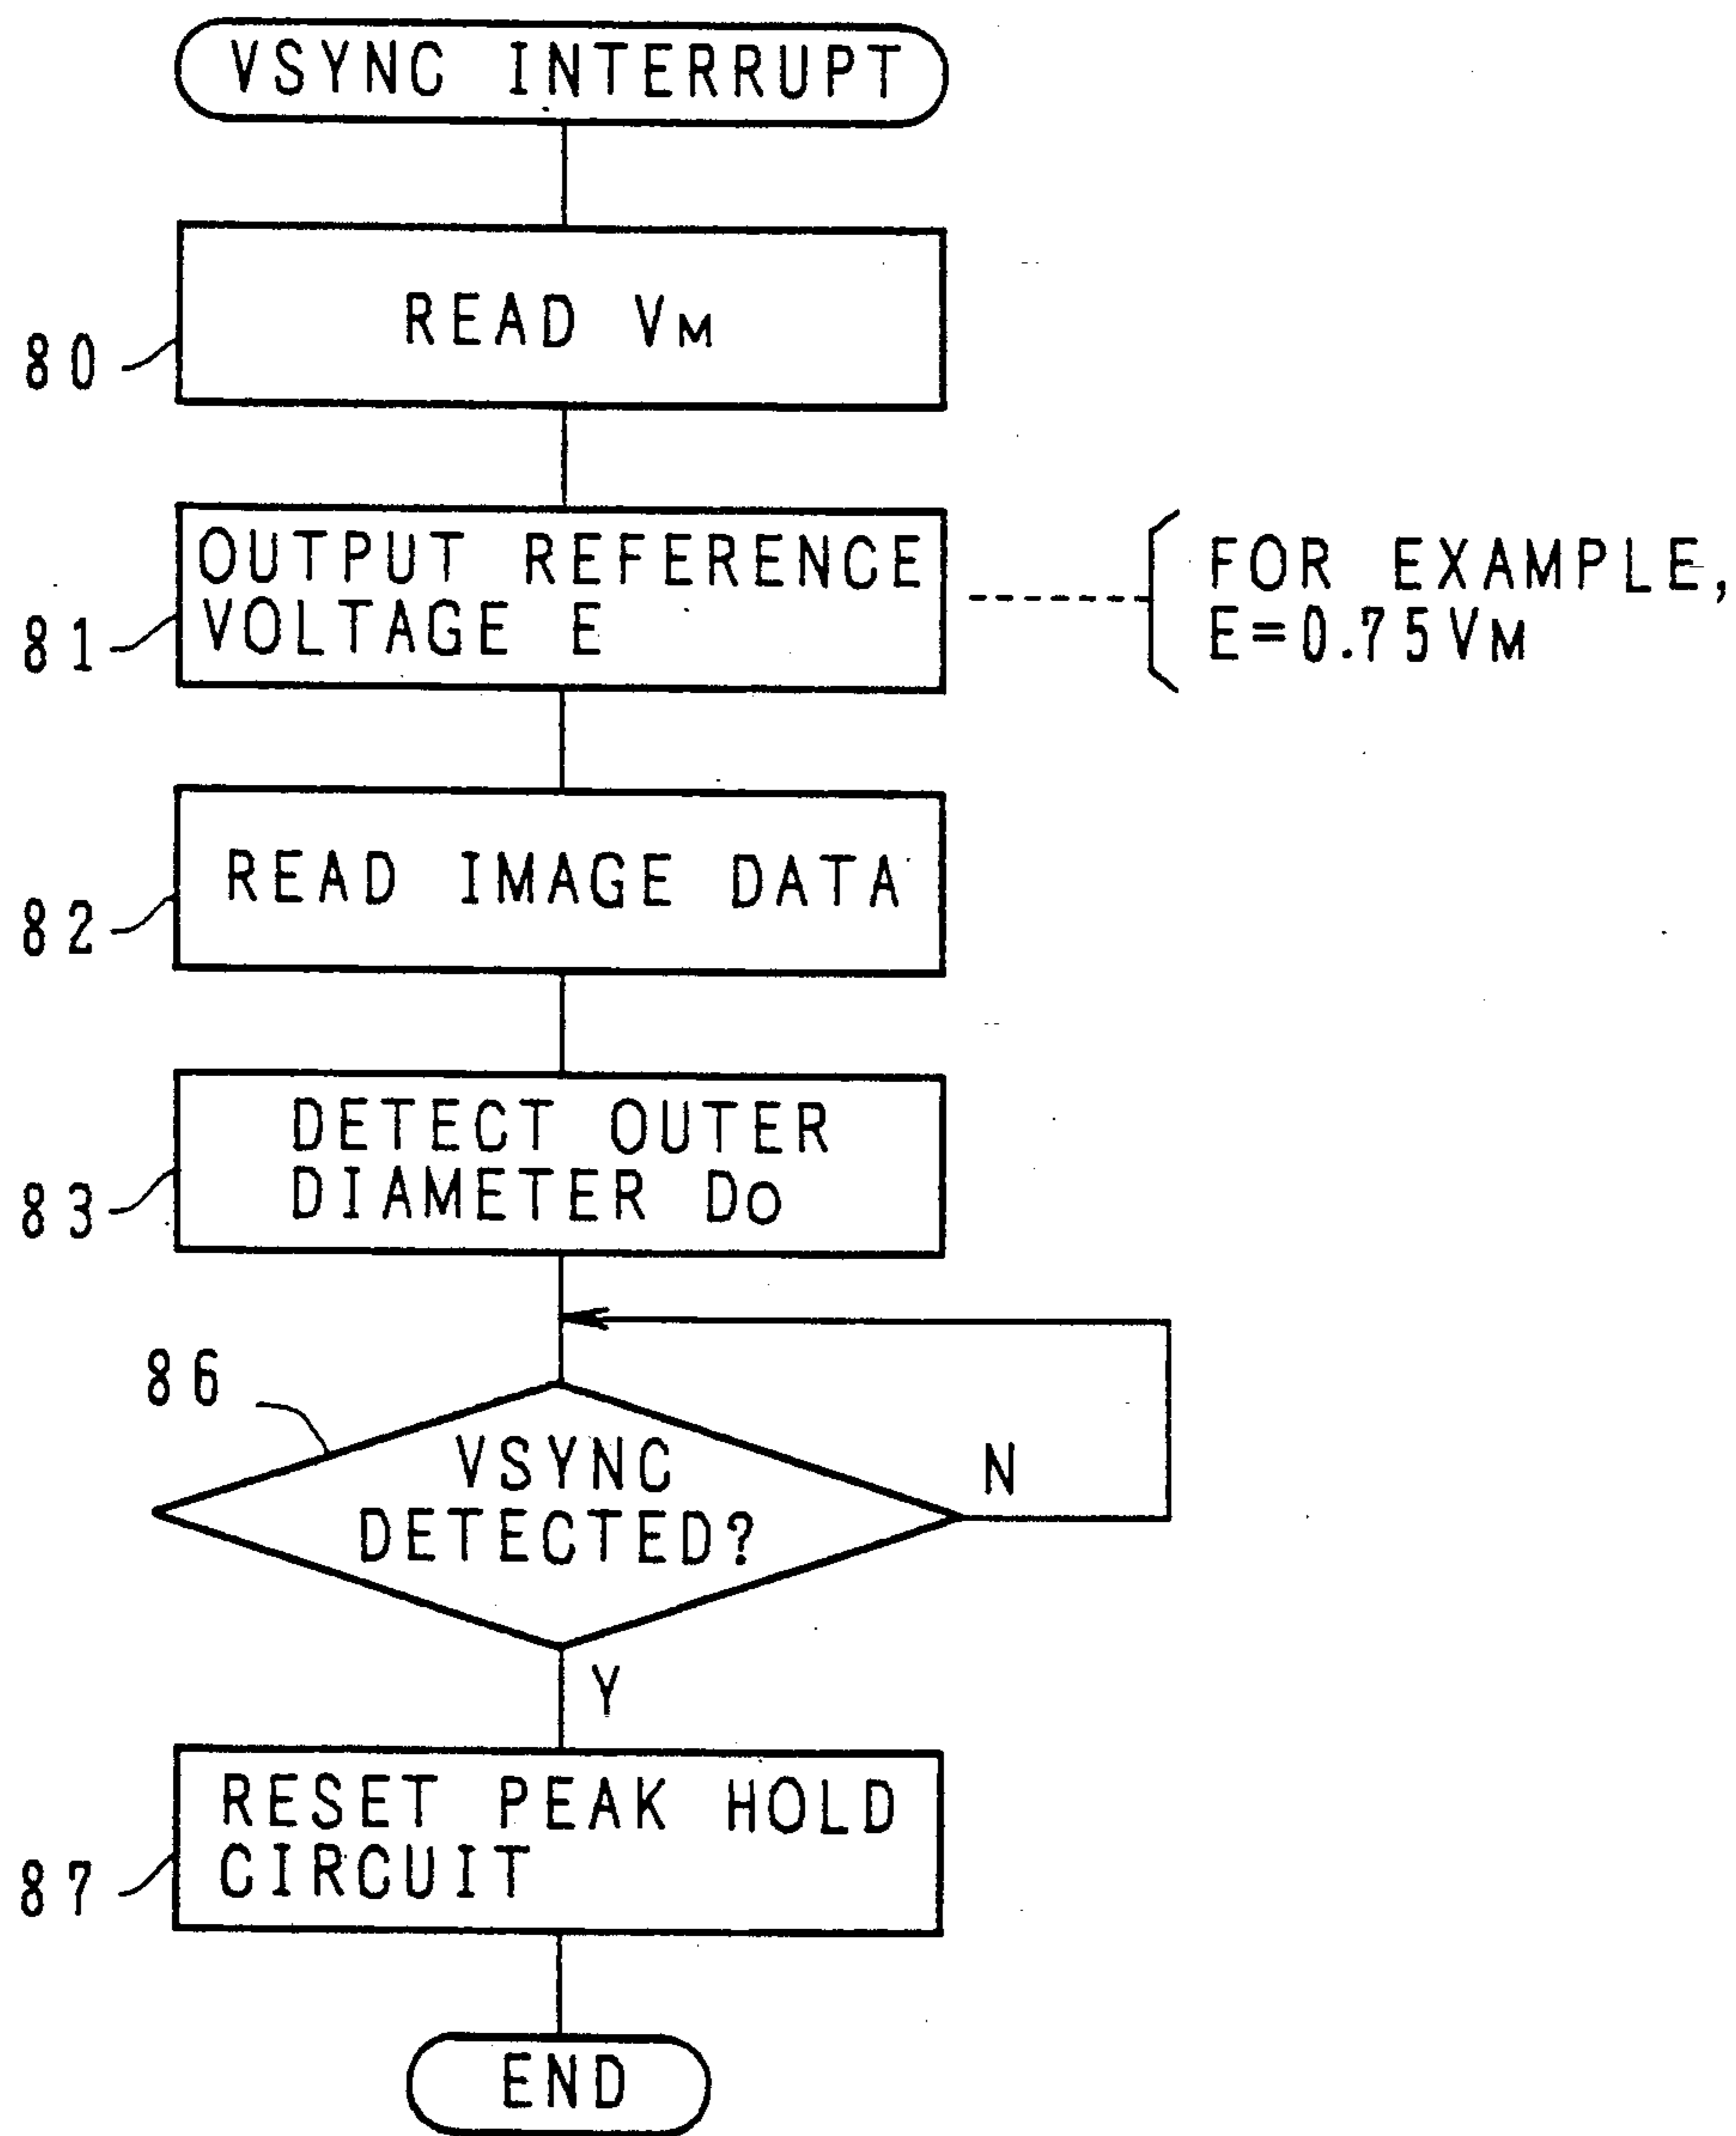 VSYNC INTERRUPT
READ VM
80
OUTPUT REFERENCE
VOLTAGE E
81
FOR EXAMPLE,
E=0.75VM
READ IMAGE DATA
82
DETECT OUTER
DIAMETER DO
83
86
VSYNC
DETECTED?
N
Y
RESET PEAK HOLD
CIRCUIT
87
END